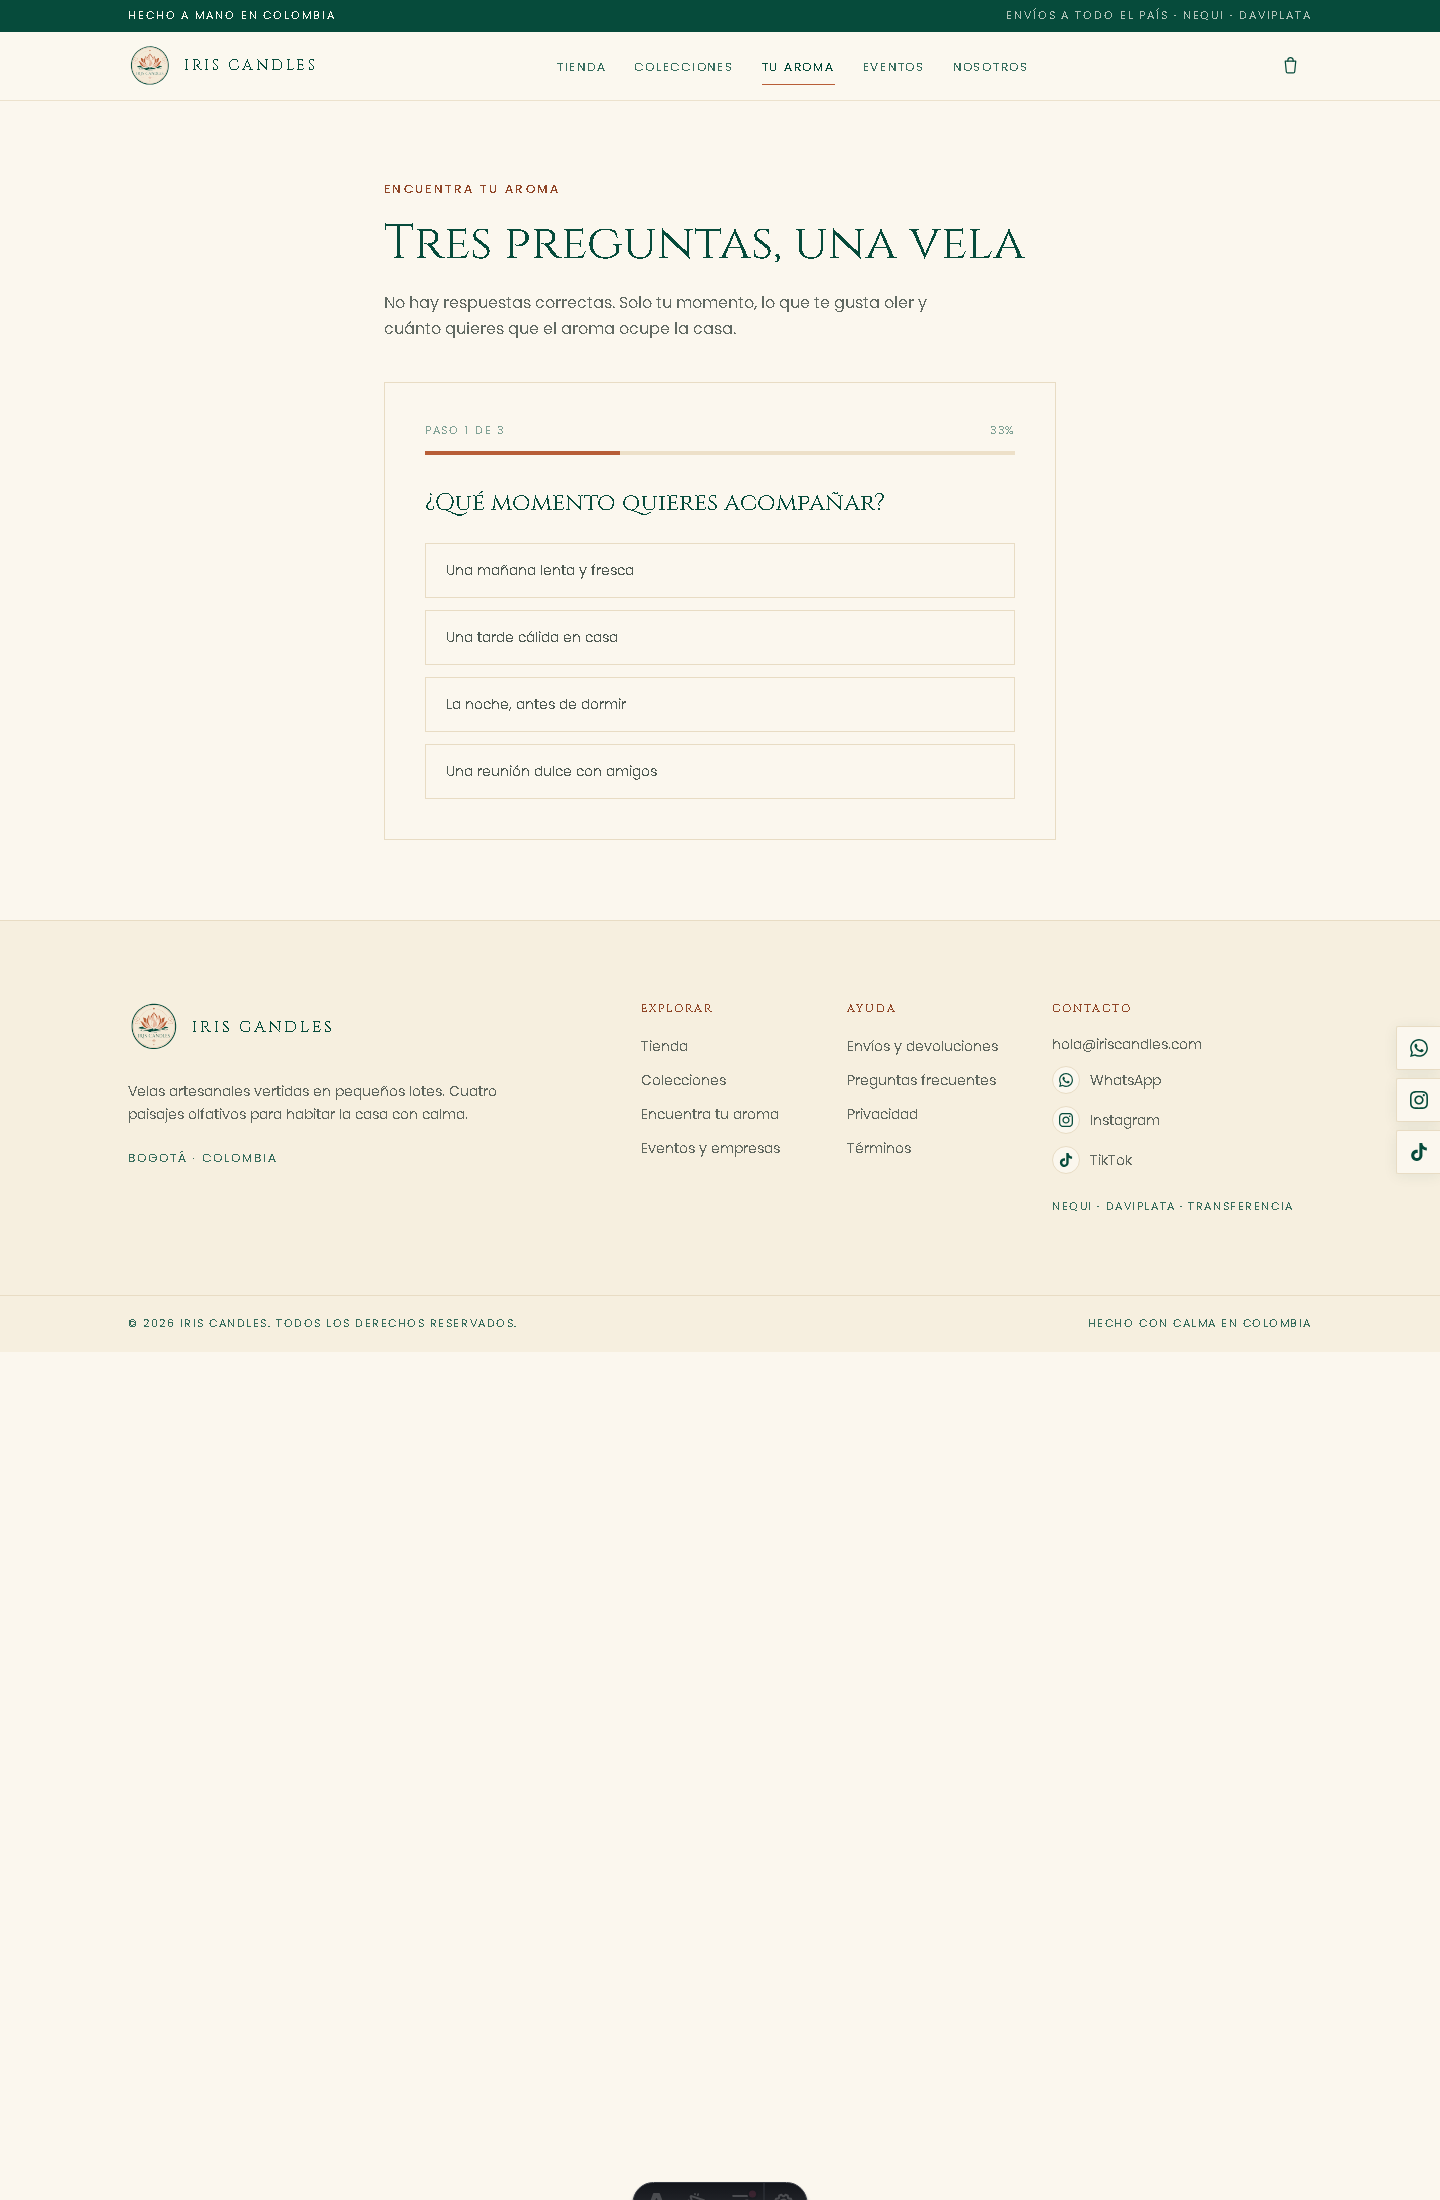 HECHO A MANO EN COLOMBIA
ENVÍOS A TODO EL PAÍS · NEQUI · DAVIPLATA
IRIS CANDLES
TIENDA
COLECCIONES
TU AROMA
EVENTOS
NOSOTROS
ENCUENTRA TU AROMA
TRES PREGUNTAS, UNA VELA
No hay respuestas correctas. Solo tu momento, lo que te gusta oler y
cuánto quieres que el aroma ocupe la casa.
PASO 1 DE 3
33%
¿QUÉ MOMENTO QUIERES ACOMPAÑAR?
Una mañana lenta y fresca
Una tarde cálida en casa
La noche, antes de dormir
Una reunión dulce con amigos
IRIS CANDLES
IRIS CANDLES
Velas artesanales vertidas en pequeños lotes. Cuatro
paisajes olfativos para habitar la casa con calma.
BOGOTÁ · COLOMBIA
EXPLORAR
Tienda
Colecciones
Encuentra tu aroma
Eventos y empresas
AYUDA
Envíos y devoluciones
Preguntas frecuentes
Privacidad
Términos
CONTACTO
hola@iriscandles.com
WhatsApp
Instagram
TikTok
NEQUI · DAVIPLATA · TRANSFERENCIA
© 2026 IRIS CANDLES. TODOS LOS DERECHOS RESERVADOS.
HECHO CON CALMA EN COLOMBIA